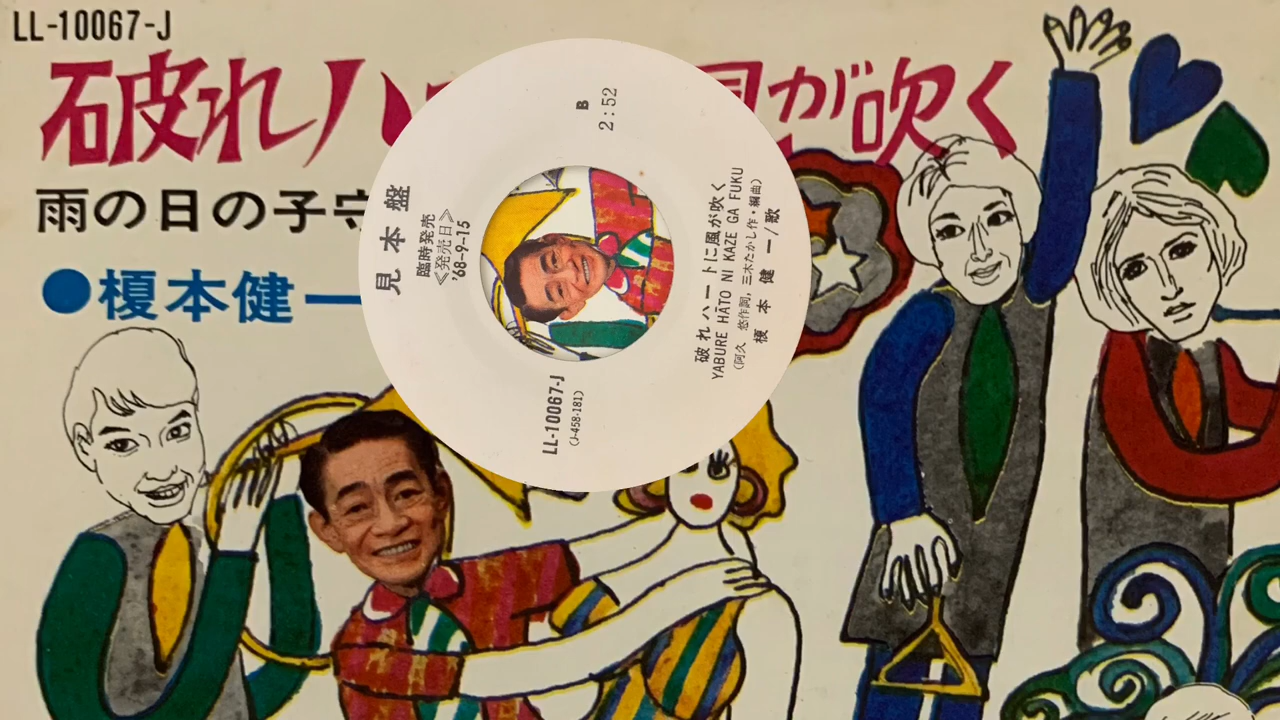 LL-10067-J
破れハ
風が吹く
雨の日の子守
●榎本健一
B
2:52
見本盤
臨時発売
《発売日》
'68-9-15
LL-10067-J
(J-458-181)
破れハートに風が吹く
YABURE HĀTO NI KAZE GA FUKU
(阿久 悠作詞, 三木たかし作・編曲)
榎本健一/歌